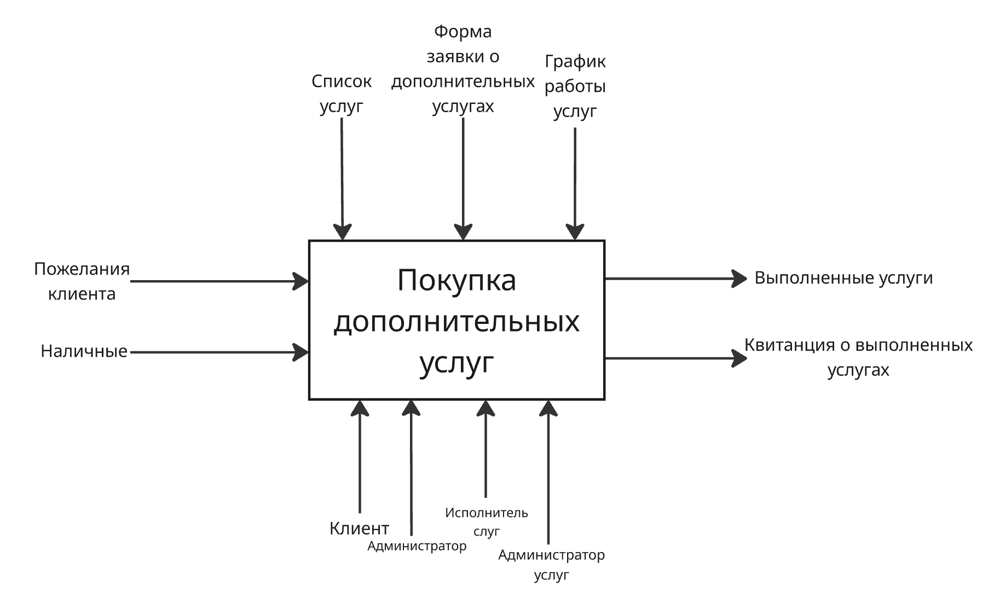 Форма
заявки о
дополнительных
услугах
График
работы
услуг
Список
услуг
Пожелания
клиента
Наличные
Покупка
дополнительных
услуг
Выполненные услуги
Квитанция о выполненных
услугах
Клиент
Администратор
Исполнитель
слуг
Администратор
услуг